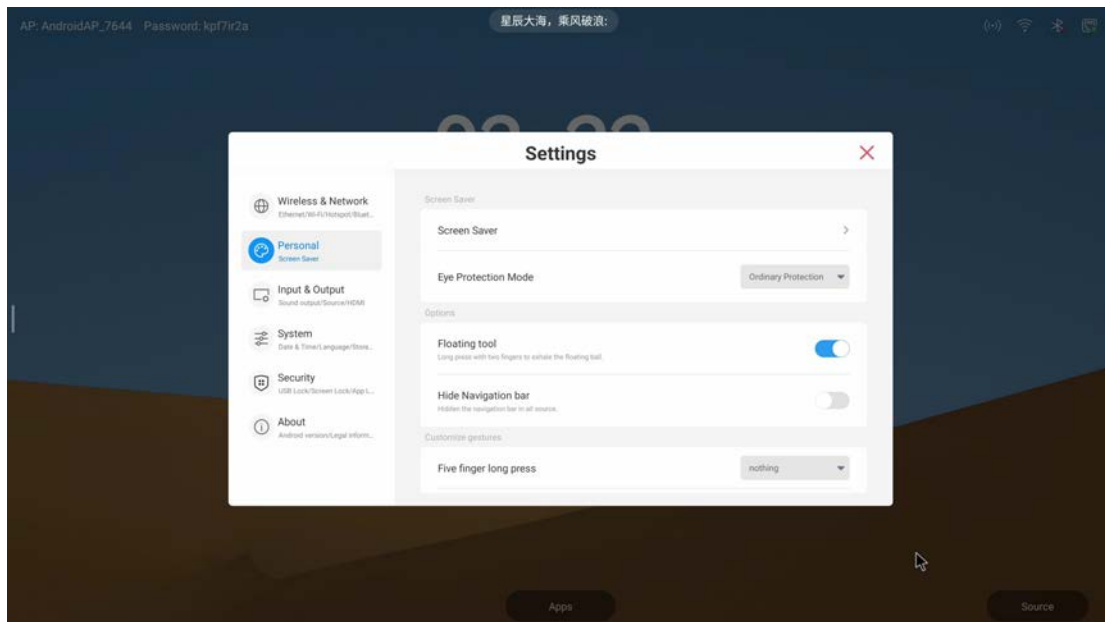 AP: AndroidAP_7644 Password: kpf7ir2a
星辰大海，乘风破浪:
Settings
Wireless & Network
Ethernet/Wi-Fi/Hotspot/Bluet...
Personal
Screen Saver
Input & Output
Sound output/Source/HDMI
System
Date & Time/Language/Stora...
Security
USB Lock/Screen Lock/App L...
About
Android version/Legal inform...
Screen Saver
Screen Saver
Eye Protection Mode
Ordinary Protection
Options
Floating tool
Long press with two fingers to exhale the floating ball.
Hide Navigation bar
Hidden the navigation bar in all source.
Customize gestures
Five finger long press
nothing
Apps
Source